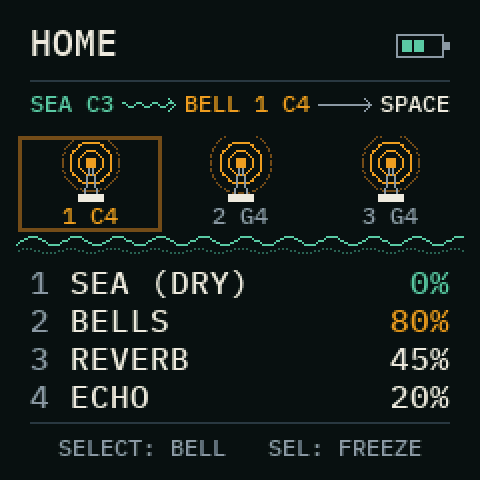 HOME
SEA C3 BELL 1 C4 SPACE
1 C4 2 G4 3 G4
1 SEA (DRY) 0%
2 BELLS 80%
3 REVERB 45%
4 ECHO 20%
SELECT: BELL SEL: FREEZE